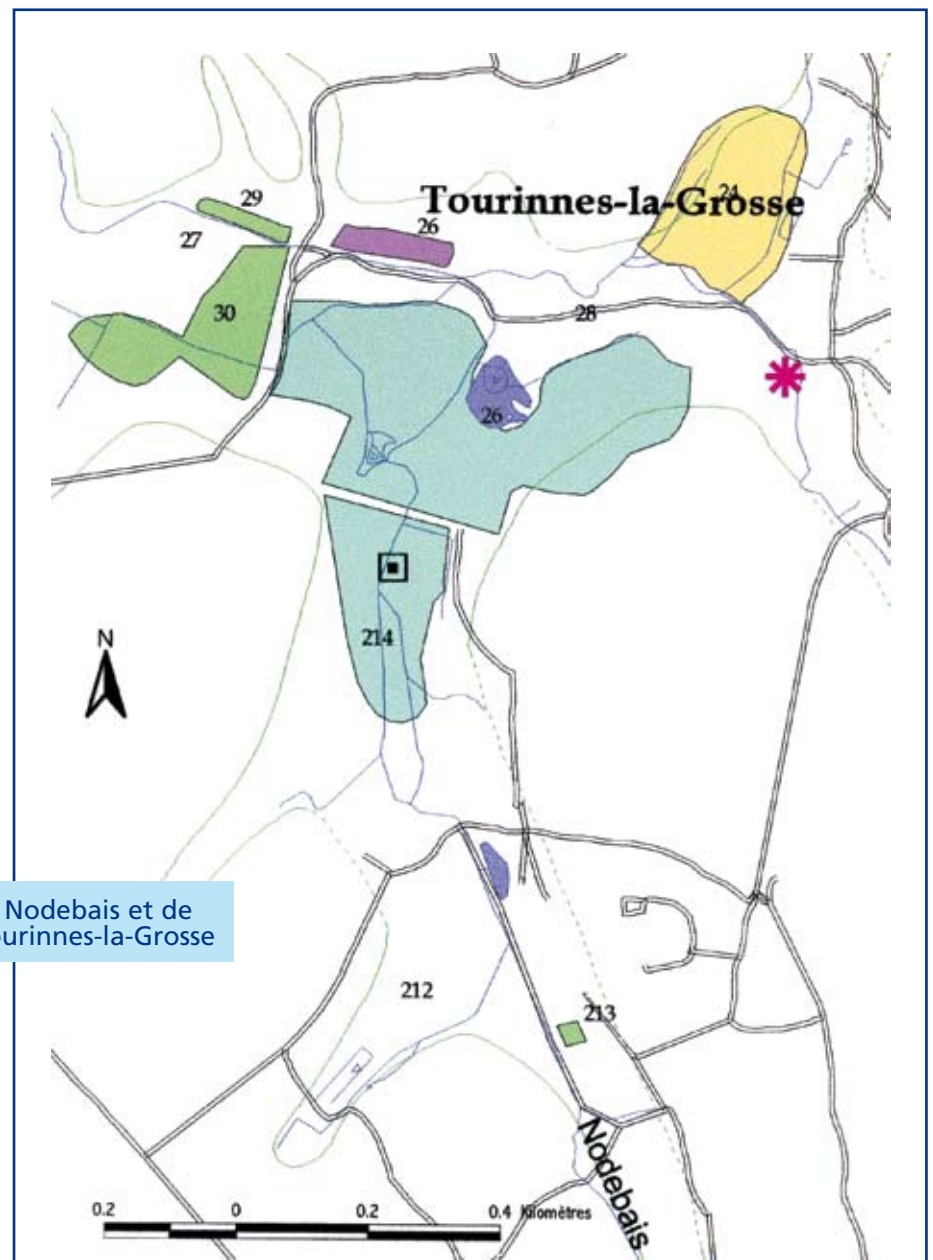 Tourinnes-la-Grosse
24
29
26
27
28
30
26
214
N
Nodebais et de
ourinnes-la-Grosse
212
213
Nodebais
0.2 0 0.2 0.4 Kilomètres